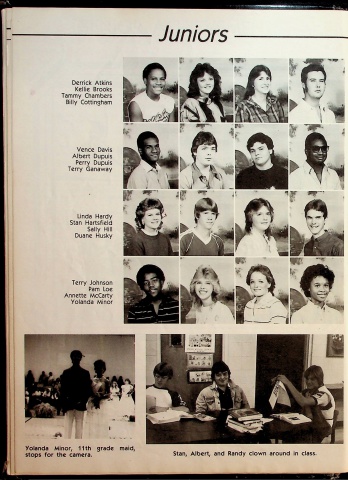 Juniors
Derrick Atkins
Kellie Brooks
Tammy Chambers
Billy Cottingham
Vence Davis
Albert Dupuis
Perry Dupuis
Terry Ganaway
Linda Hardy
Stan Hartsfield
Sally Hill
Duane Husky
Terry Johnson
Pam Loe
Annette McCarty
Yolanda Minor
Yolanda Minor, 11th grade maid,
stops for the camera.
Stan, Albert, and Randy clown around in class.